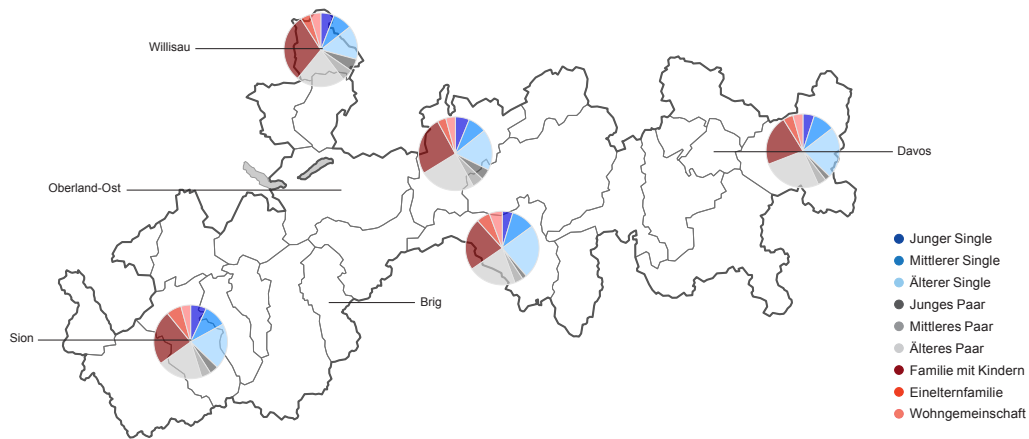 Willisau
Davos
Oberland-Ost
Brig
Sion
Junger Single
Mittlerer Single
Älterer Single
Junges Paar
Mittleres Paar
Älteres Paar
Familie mit Kindern
Einelternfamilie
Wohngemeinschaft